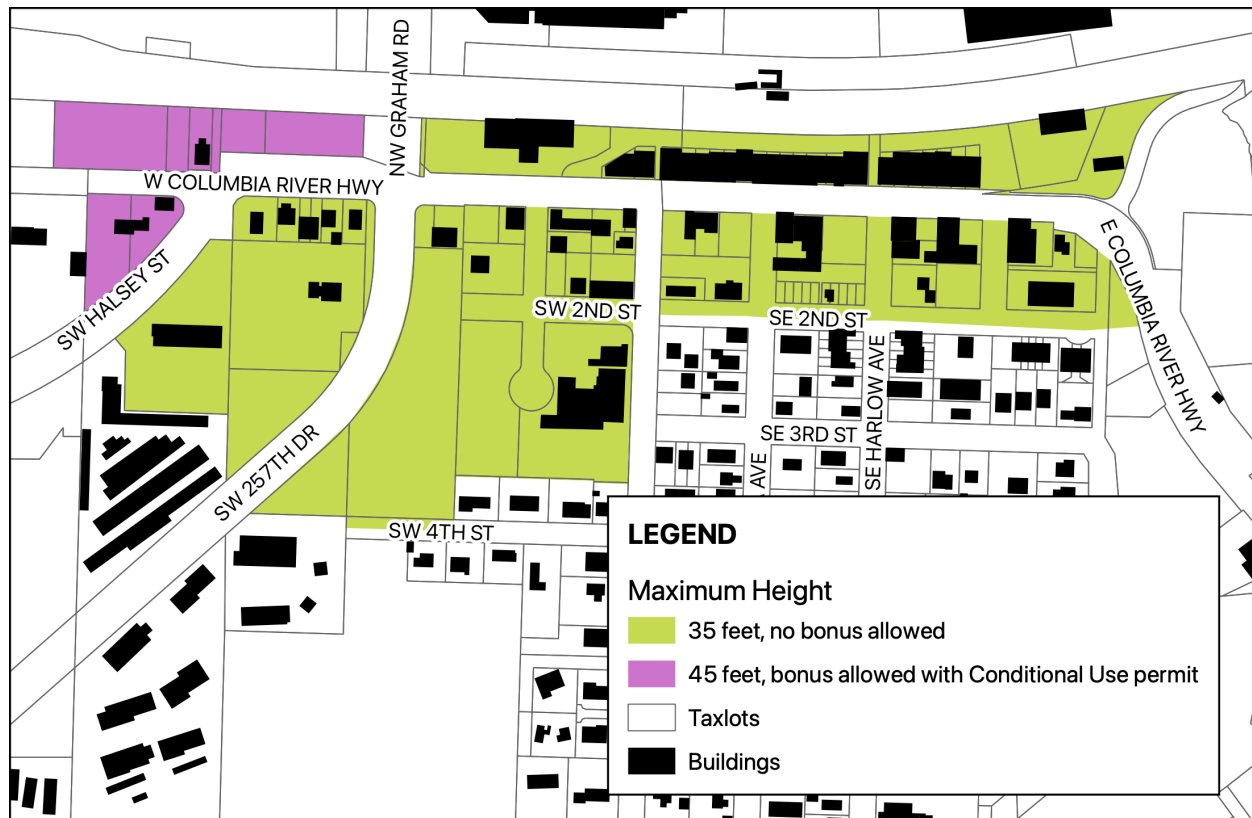 NW GRAHAM RD
W COLUMBIA RIVER HWY
SW HALSEY ST
E COLUMBIA RIVER HWY
SW 2ND ST
SE 2ND ST
SE HARLOW AVE
SE 3RD ST
AVE
SW 257TH DR
SW 4TH ST
LEGEND
Maximum Height
35 feet, no bonus allowed
45 feet, bonus allowed with Conditional Use permit
Taxlots
Buildings